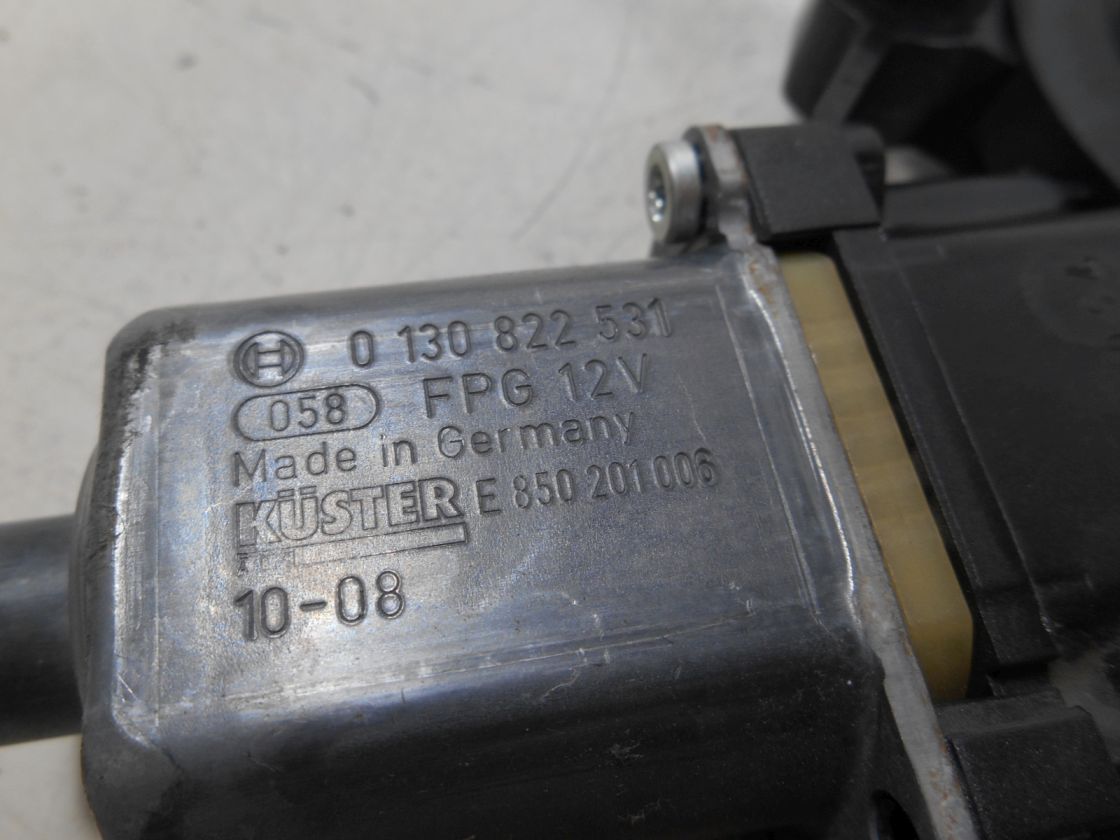 0 130 822 531
058 FPG 12V
Made in Germany
KÜSTER E 850 201 006
10-08